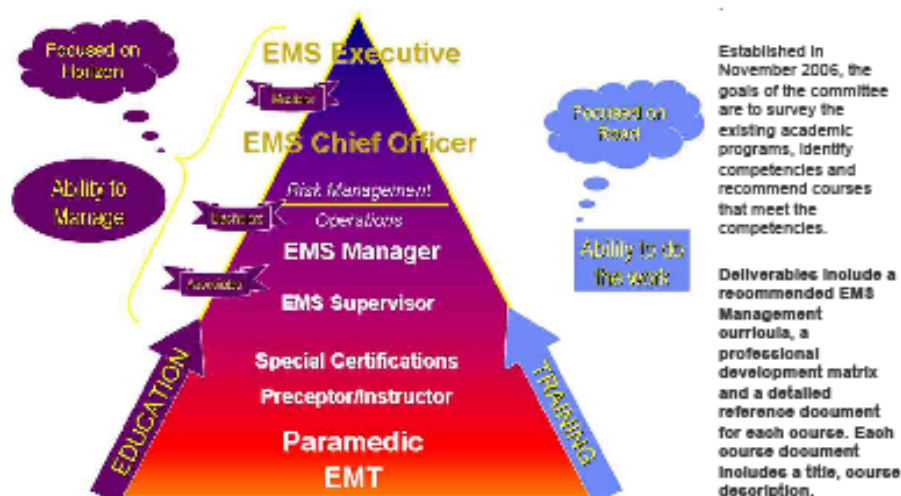 Focused on
Horizon
Ability to
Manage
EMS Executive
Masters
EMS Chief Officer
Risk Management
Operations
Bachelors
EMS Manager
Associates
EMS Supervisor
Special Certifications
Preceptor/Instructor
Paramedic
EMT
EDUCATION
TRAINING
Focused on
Road
Ability to do
the work
Established in
November 2006, the
goals of the committee
are to survey the
existing academic
programs, identify
competencies and
recommend courses
that meet the
competencies.
Deliverables include a
recommended EMS
Management
curricula, a
professional
development matrix
and a detailed
reference document
for each course. Each
course document
includes a title, course
description,